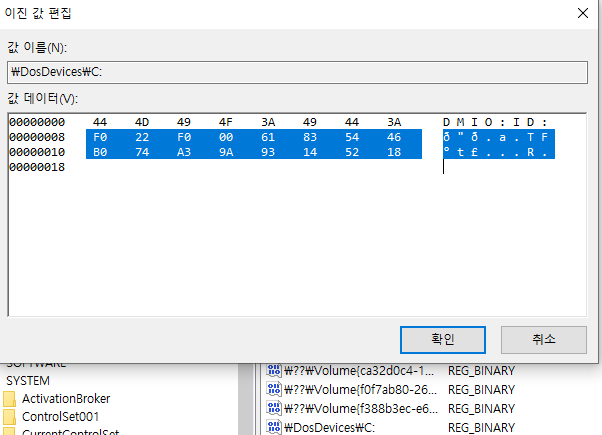 이진 값 편집
값 이름(N):
₩DosDevices₩C:
값 데이터(V):
00000000 44 4D 49 4F 3A 49 44 3A D M I O : I D :
00000008 F0 22 F0 00 61 83 54 46 ð " ð . a . T F
00000010 B0 74 A3 9A 93 14 52 18 ° t £ . . . R .
00000018
확인 취소
SOFTWARE
SYSTEM
ActivationBroker
ControlSet001
CurrentControlSet
₩??₩Volume{ca32d0c4-1... REG_BINARY
₩??₩Volume{f0f7ab80-26... REG_BINARY
₩??₩Volume{f388b3ec-e6... REG_BINARY
₩DosDevices₩C: REG_BINARY